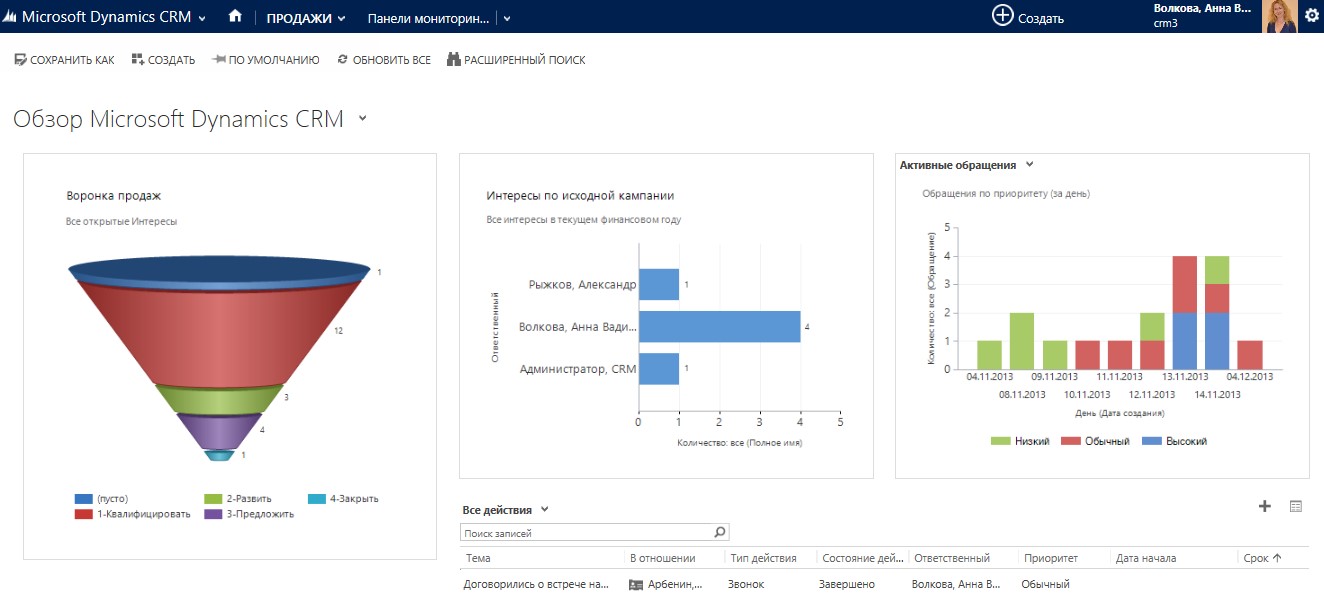 Microsoft Dynamics CRM
ПРОДАЖИ
Панели мониторин...
Создать
Волкова, Анна В...
crm3
СОХРАНИТЬ КАК
СОЗДАТЬ
ПО УМОЛЧАНИЮ
ОБНОВИТЬ ВСЕ
РАСШИРЕННЫЙ ПОИСК
Обзор Microsoft Dynamics CRM
Воронка продаж
Все открытые Интересы
1
12
3
4
1
(пусто)
2-Развить
4-Закрыть
1-Квалифицировать
3-Предложить
Интересы по исходной кампании
Все интересы в текущем финансовом году
Ответственный
Рыжков, Александр
1
Волкова, Анна Вади...
4
Администратор, CRM
1
0 1 2 3 4 5
Количество: все (Полное имя)
Активные обращения
Обращения по приоритету (за день)
Количество: все (Обращение)
5
4
3
2
1
0
04.11.2013 09.11.2013 11.11.2013 13.11.2013 04.12.2013
08.11.2013 10.11.2013 12.11.2013 14.11.2013
День (Дата создания)
Низкий Обычный Высокий
Все действия
Поиск записей
Тема В отношении Тип действия Состояние дей... Ответственный Приоритет Дата начала Срок
Договорились о встрече на... Арбенин,... Звонок Завершено Волкова, Анна В... Обычный